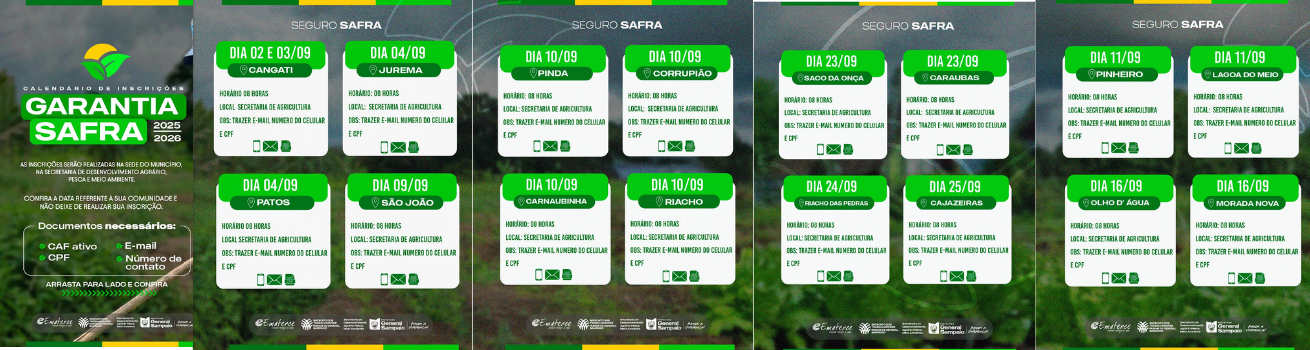 CALENDÁRIO DE INSCRIÇÕES
GARANTIA
SAFRA 2025
2026
AS INSCRIÇÕES SERÃO REALIZADAS NA SEDE DO MUNICÍPIO,
NA SECRETARIA DE DESENVOLVIMENTO AGRÁRIO,
PESCA E MEIO AMBIENTE.
CONFIRA A DATA REFERENTE À SUA COMUNIDADE E
NÃO DEIXE DE REALIZAR SUA INSCRIÇÃO.
Documentos necessários:
CAF ativo
CPF
E-mail
Número de
contato
ARRASTA PARA LADO E CONFIRA
Ematerce
General
Sampaio
SEGURO SAFRA
DIA 02 E 03/09
CANGATI
HORÁRIO: 08 HORAS
LOCAL SECRETARIA DE AGRICULTURA
OBS: TRAZER E-MAIL NUMERO DO CELULAR
E CPF
DIA 04/09
JUREMA
HORÁRIO: 08 HORAS
LOCAL: SECRETARIA DE AGRICULTURA
OBS: TRAZER E-MAIL NUMERO DO CELULAR
E CPF
DIA 04/09
PATOS
HORÁRIO: 08 HORAS
LOCAL SECRETARIA DE AGRICULTURA
OBS: TRAZER E-MAIL NUMERO DO CELULAR
E CPF
DIA 09/09
SÃO JOÃO
HORÁRIO: 08 HORAS
LOCAL SECRETARIA DE AGRICULTURA
OBS: TRAZER E-MAIL NUMERO DO CELULAR
E CPF
Ematerce
General
Sampaio
SEGURO SAFRA
DIA 10/09
PINDA
HORÁRIO: 08 HORAS
LOCAL: SECRETARIA DE AGRICULTURA
OBS: TRAZER E-MAIL NUMERO DO CELULAR
E CPF
DIA 10/09
CORRUPIÃO
HORÁRIO: 08 HORAS
LOCAL: SECRETARIA DE AGRICULTURA
OBS: TRAZER E-MAIL NUMERO DO CELULAR
E CPF
DIA 10/09
CARNAUBINHA
HORÁRIO: 08 HORAS
LOCAL: SECRETARIA DE AGRICULTURA
OBS: TRAZER E-MAIL NUMERO DO CELULAR
E CPF
DIA 10/09
RIACHO
HORÁRIO: 08 HORAS
LOCAL: SECRETARIA DE AGRICULTURA
OBS: TRAZER E-MAIL NUMERO DO CELULAR
E CPF
Ematerce
General
Sampaio
SEGURO SAFRA
DIA 23/09
SACO DA ONÇA
HORÁRIO: 08 HORAS
LOCAL: SECRETARIA DE AGRICULTURA
OBS: TRAZER E-MAIL NUMERO DO CELULAR
E CPF
DIA 23/09
CARAUBAS
HORÁRIO: 08 HORAS
LOCAL: SECRETARIA DE AGRICULTURA
OBS: TRAZER E-MAIL NUMERO DO CELULAR
E CPF
DIA 24/09
RIACHO DAS PEDRAS
HORÁRIO: 08 HORAS
LOCAL: SECRETARIA DE AGRICULTURA
OBS: TRAZER E-MAIL NUMERO DO CELULAR
E CPF
DIA 25/09
CAJAZEIRAS
HORÁRIO: 08 HORAS
LOCAL: SECRETARIA DE AGRICULTURA
OBS: TRAZER E-MAIL NUMERO DO CELULAR
E CPF
Ematerce
General
Sampaio
SEGURO SAFRA
DIA 11/09
PINHEIRO
HORÁRIO: 08 HORAS
LOCAL: SECRETARIA DE AGRICULTURA
OBS: TRAZER E-MAIL NUMERO DO CELULAR
E CPF
DIA 11/09
LAGOA DO MEIO
HORÁRIO: 08 HORAS
LOCAL: SECRETARIA DE AGRICULTURA
OBS: TRAZER E-MAIL NUMERO DO CELULAR
E CPF
DIA 16/09
OLHO D' ÁGUA
HORÁRIO: 08 HORAS
LOCAL: SECRETARIA DE AGRICULTURA
OBS: TRAZER E-MAIL NUMERO DO CELULAR
E CPF
DIA 16/09
MORADA NOVA
HORÁRIO: 08 HORAS
LOCAL: SECRETARIA DE AGRICULTURA
OBS: TRAZER E-MAIL NUMERO DO CELULAR
E CPF
Ematerce
General
Sampaio